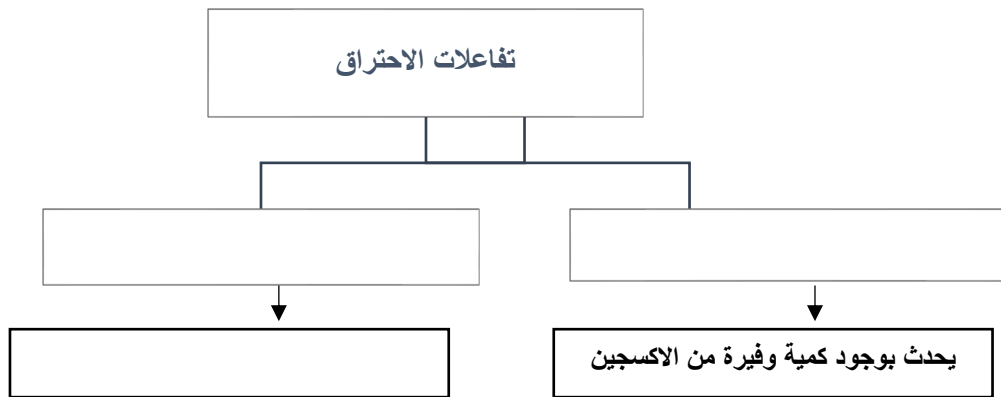 تفاعلات الاحتراق
يحدث بوجود كمية وفيرة من الاكسجين